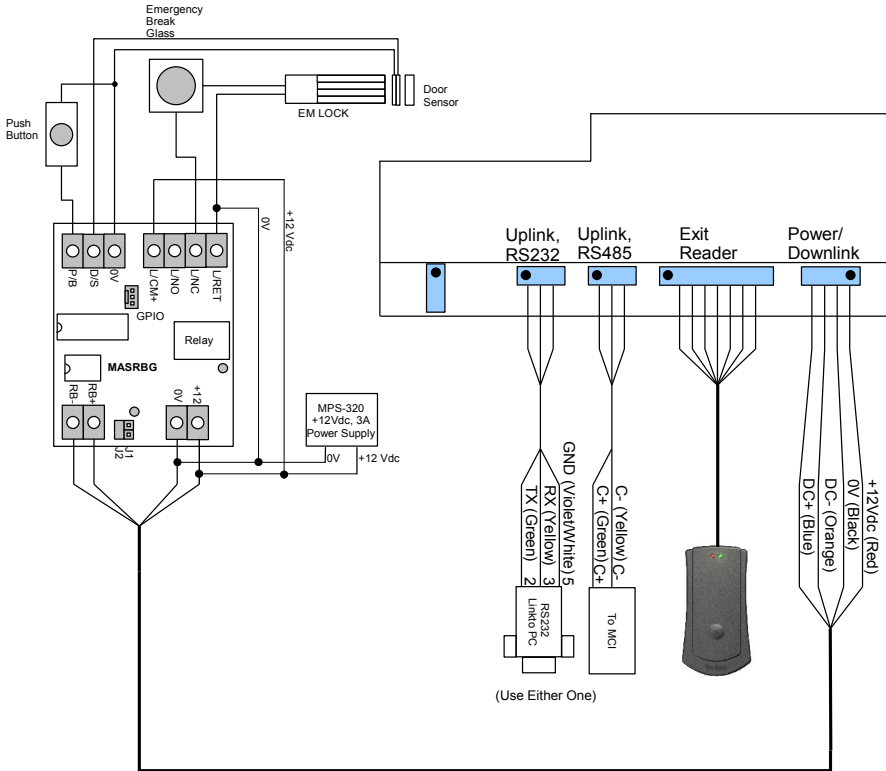 Emergency
Break
Glass
Door
Sensor
EM LOCK
Push
Button
0V
+12 Vdc
P/B
D/S
0V
L/CM+
L/NO
L/NC
L/RET
GPIO
Relay
MASRBG
RB-
RB+
0V
+12
J1
J2
MPS-320
+12Vdc, 3A
Power Supply
0V
+12 Vdc
Uplink,
RS232
Uplink,
RS485
Exit
Reader
Power/
Downlink
GND (Violet/White) 5
RX (Yellow) 3
TX (Green) 2
C- (Yellow) C-
C+ (Green) C+
+12Vdc (Red)
0V (Black)
DC- (Orange)
DC+ (Blue)
RS232
Linkto PC
To MCI
(Use Either One)